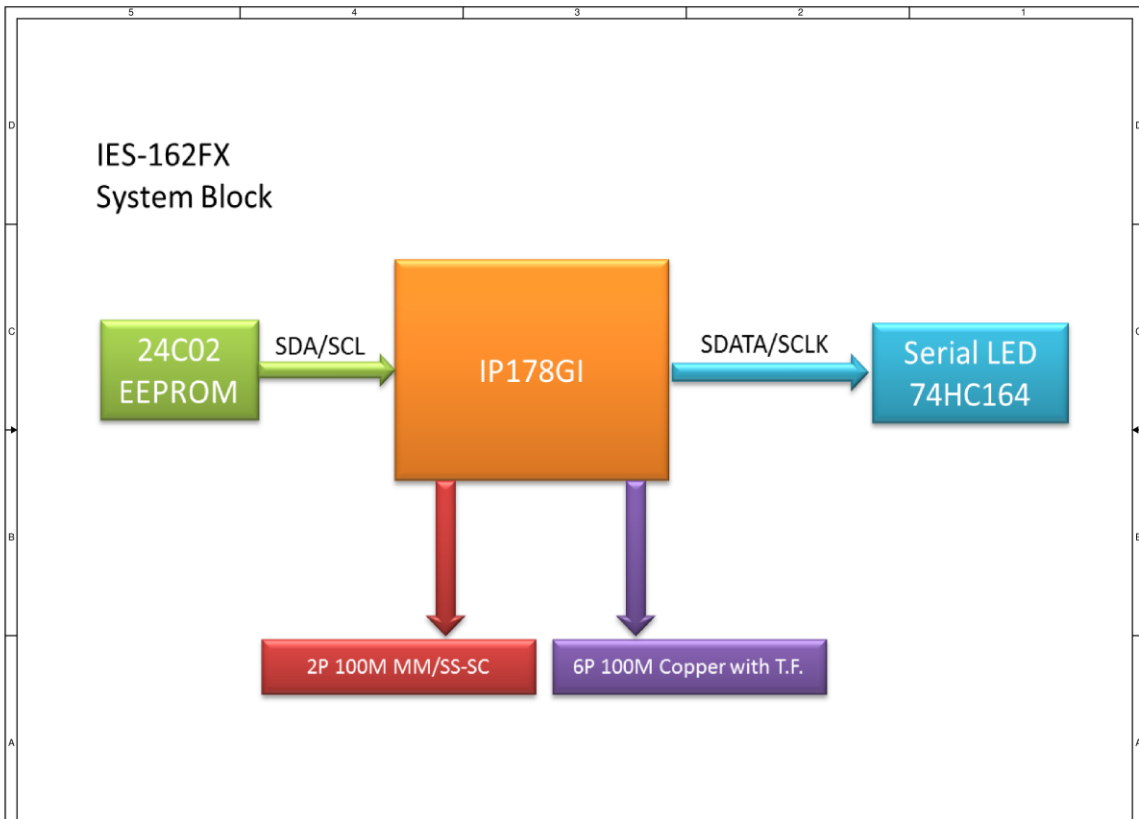 5 4 3 2 1
D D
IES-162FX
System Block
C C
24C02
EEPROM
SDA/SCL
IP178GI
SDATA/SCLK
Serial LED
74HC164
B B
2P 100M MM/SS-SC
6P 100M Copper with T.F.
A A